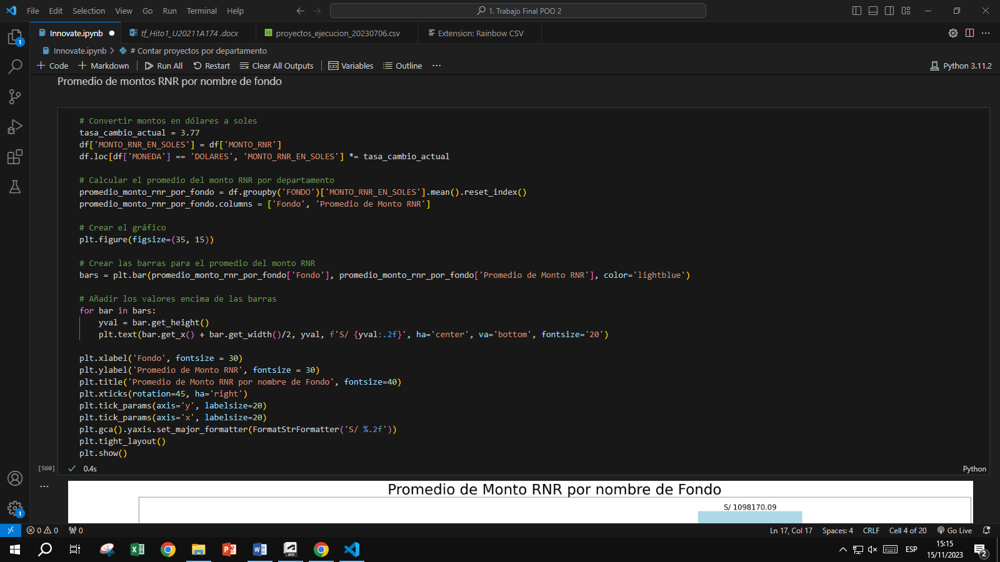 File Edit Selection View Go Run Terminal Help
1. Trabajo Final POO 2
Innovate.ipynb
tf_Hito1_U20211A174 .docx
proyectos_ejecucion_20230706.csv
Extension: Rainbow CSV
Innovate.ipynb > # Contar proyectos por departamento
Code Markdown Run All Restart Clear All Outputs Variables Outline ...
Python 3.11.2
Promedio de montos RNR por nombre de fondo
# Convertir montos en dólares a soles
tasa_cambio_actual = 3.77
df['MONTO_RNR_EN_SOLES'] = df['MONTO_RNR']
df.loc[df['MONEDA'] == 'DOLARES', 'MONTO_RNR_EN_SOLES'] *= tasa_cambio_actual
# Calcular el promedio del monto RNR por departamento
promedio_monto_rnr_por_fondo = df.groupby('FONDO')['MONTO_RNR_EN_SOLES'].mean().reset_index()
promedio_monto_rnr_por_fondo.columns = ['Fondo', 'Promedio de Monto RNR']
# Crear el gráfico
plt.figure(figsize=(35, 15))
# Crear las barras para el promedio del monto RNR
bars = plt.bar(promedio_monto_rnr_por_fondo['Fondo'], promedio_monto_rnr_por_fondo['Promedio de Monto RNR'], color='lightblue')
# Añadir los valores encima de las barras
for bar in bars:
    yval = bar.get_height()
    plt.text(bar.get_x() + bar.get_width()/2, yval, f'S/ {yval:.2f}', ha='center', va='bottom', fontsize='20')
plt.xlabel('Fondo', fontsize = 30)
plt.ylabel('Promedio de Monto RNR', fontsize = 30)
plt.title('Promedio de Monto RNR por nombre de Fondo', fontsize=40)
plt.xticks(rotation=45, ha='right')
plt.tick_params(axis='y', labelsize=20)
plt.tick_params(axis='x', labelsize=20)
plt.gca().yaxis.set_major_formatter(FormatStrFormatter('S/ %.2f'))
plt.tight_layout()
plt.show()
[560] 0.4s
Python
...
Promedio de Monto RNR por nombre de Fondo
S/ 1098170.09
1
1
0 0 0
Ln 17, Col 17 Spaces: 4 CRLF Cell 4 of 20 Go Live
ESP
15:15
15/11/2023
2